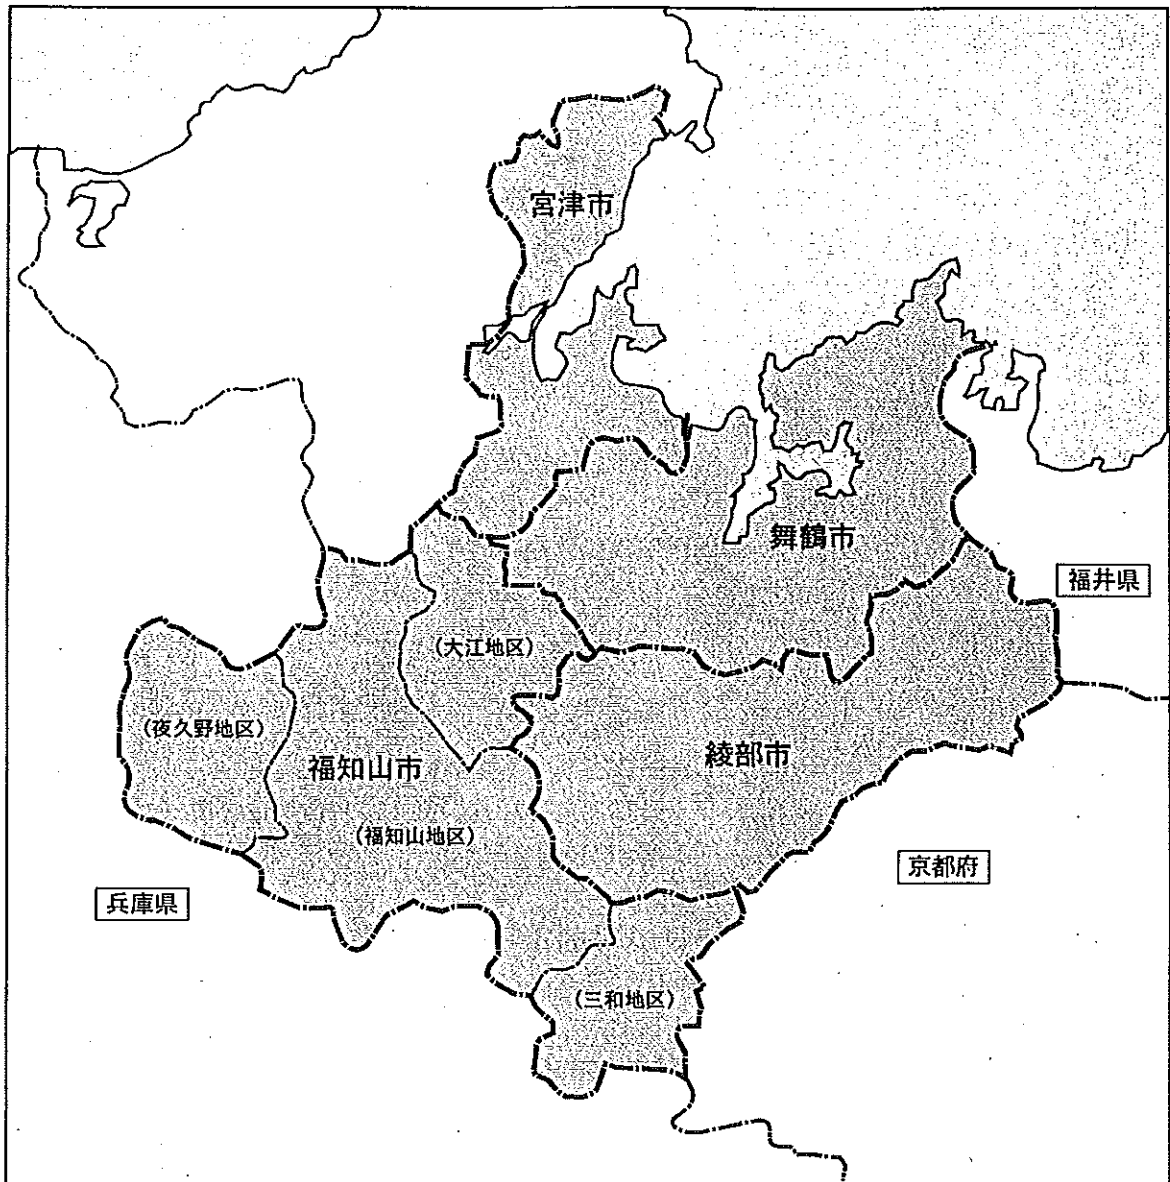 宮津市
舞鶴市
福井県
(大江地区)
(夜久野地区)
福知山市
綾部市
(福知山地区)
京都府
兵庫県
(三和地区)